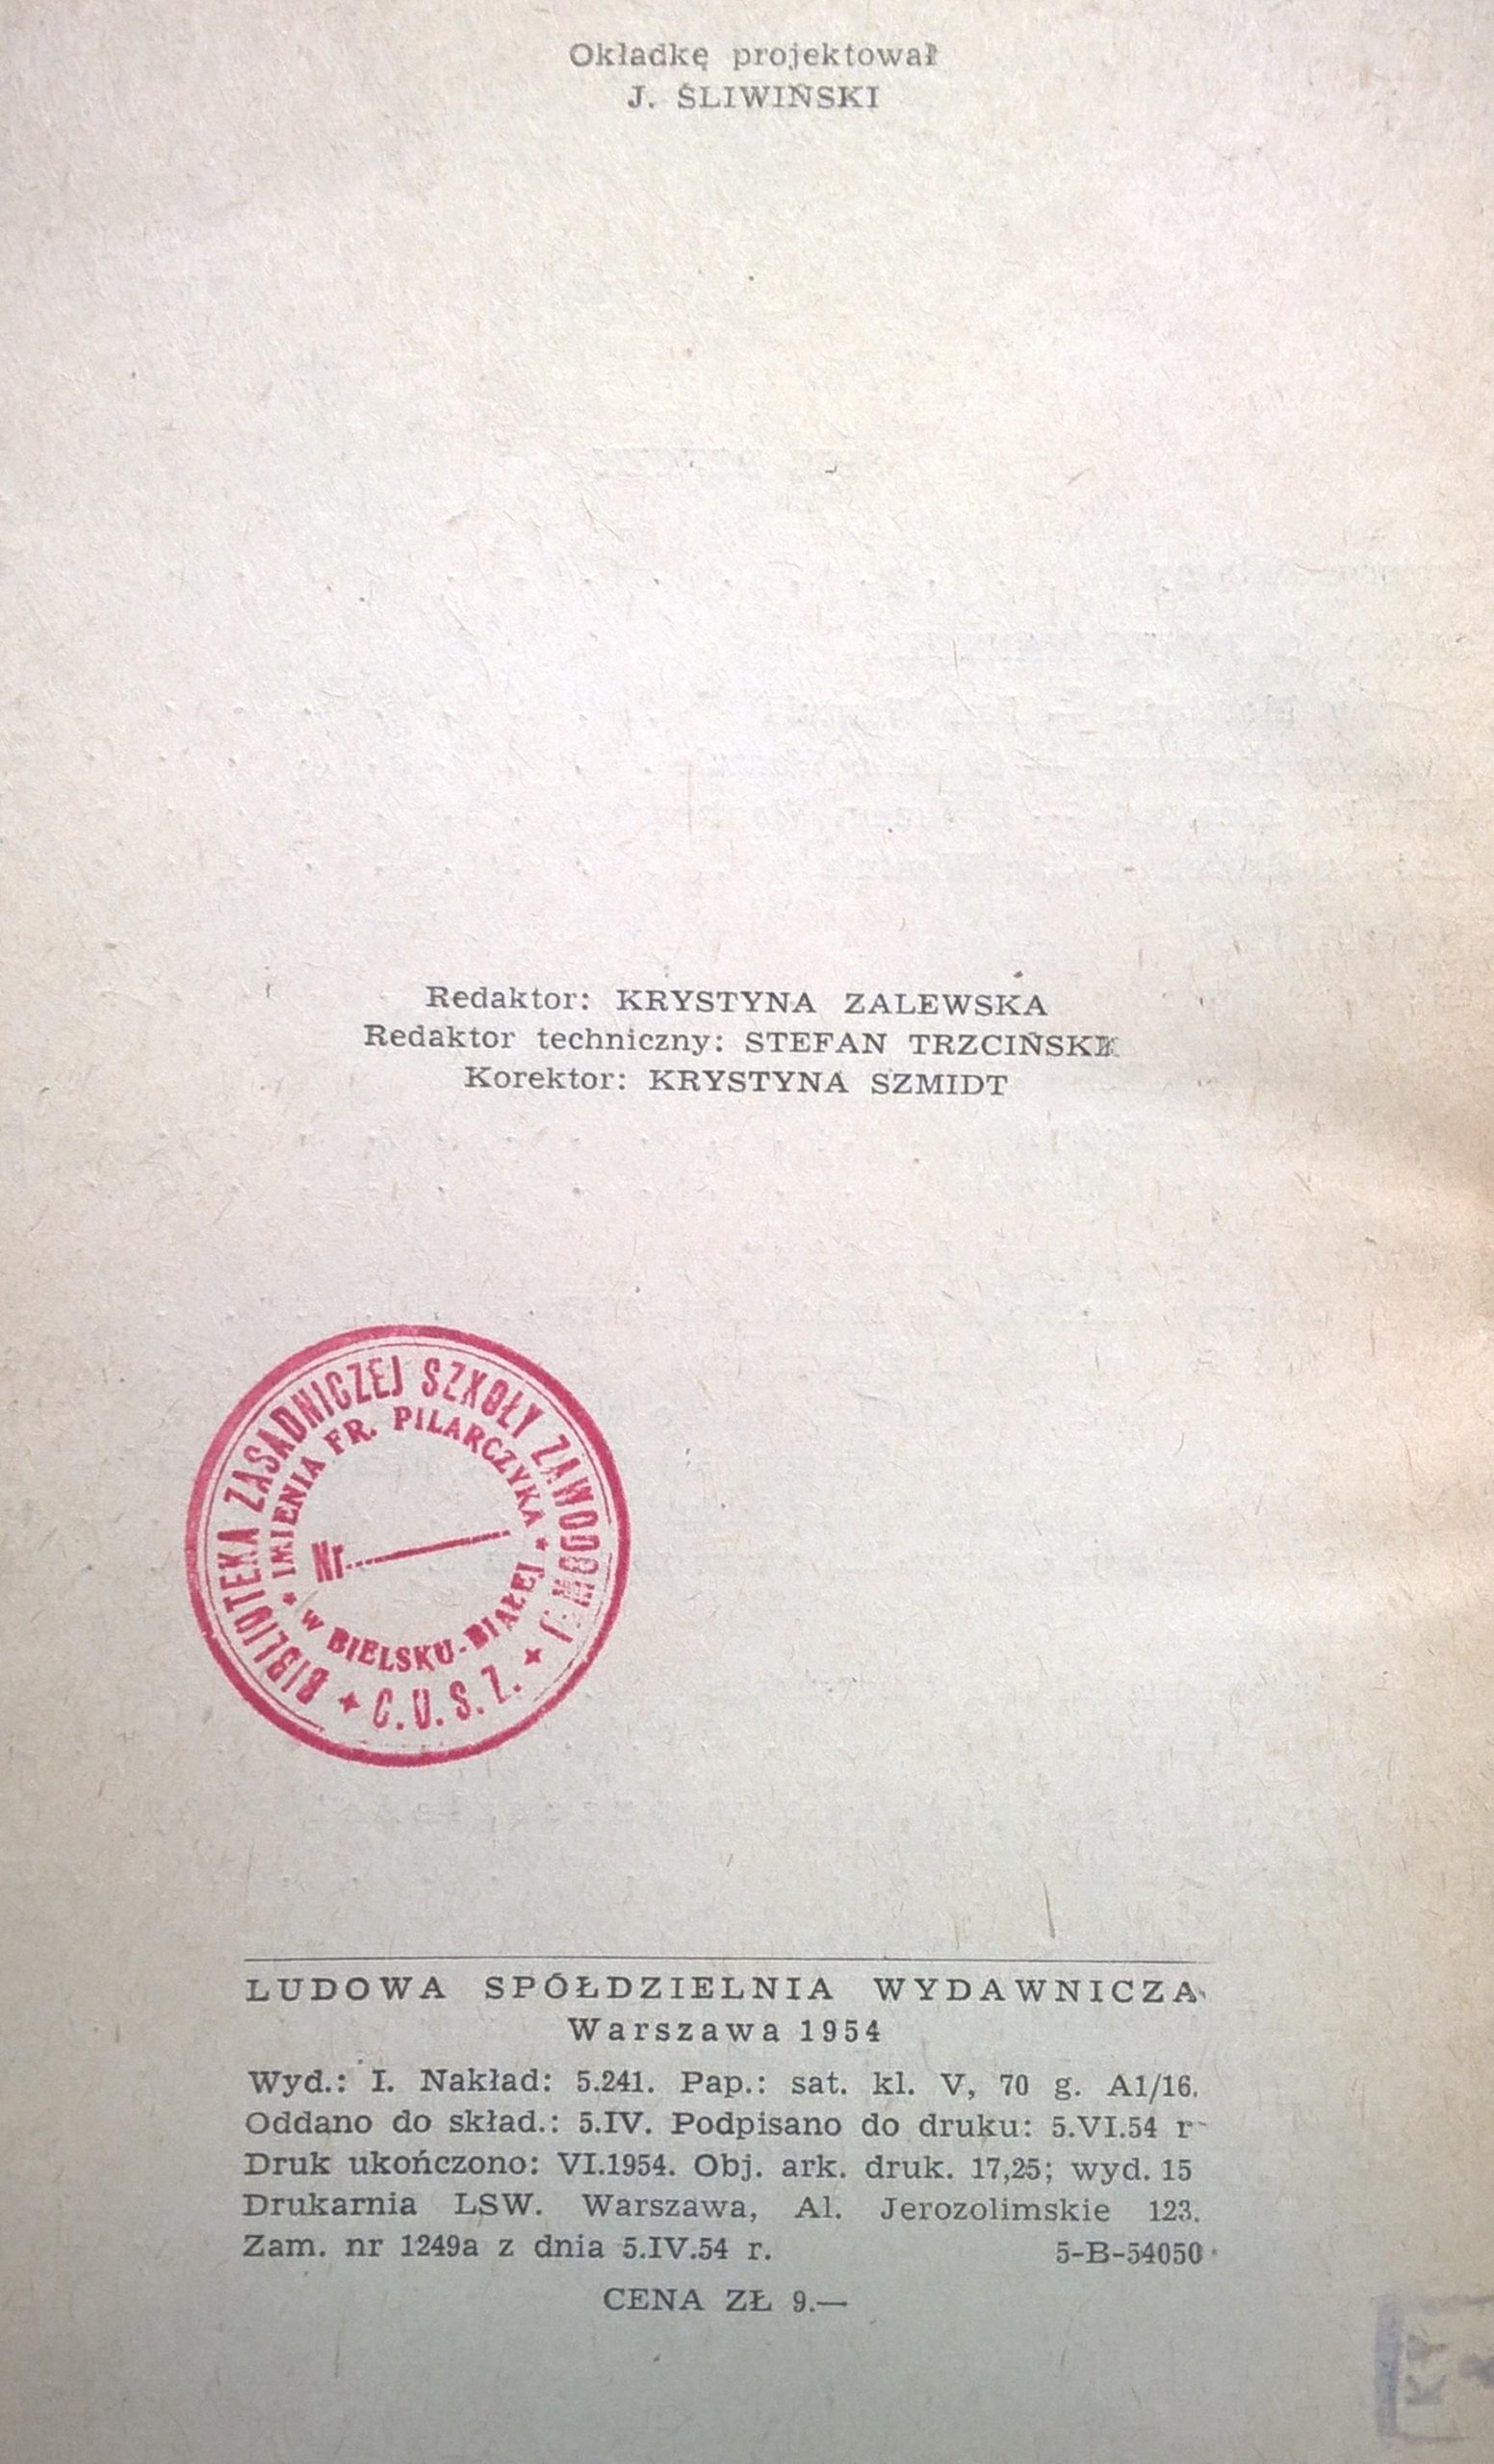 Okładkę projektował
J. ŚLIWIŃSKI
Redaktor: KRYSTYNA ZALEWSKA
Redaktor techniczny: STEFAN TRZCIŃSKI
Korektor: KRYSTYNA SZMIDT
BIBLIOTEKA ZASADNICZEJ SZKOŁY ZAWODOWEJ
IMIENIA FR. PILARCZYKA
Nr
W BIELSKU-BIAŁEJ
C.U.S.Z.
LUDOWA SPÓŁDZIELNIA WYDAWNICZA
Warszawa 1954
Wyd.: I. Nakład: 5.241. Pap.: sat. kl. V, 70 g. A1/16.
Oddano do skład.: 5.IV. Podpisano do druku: 5.VI.54 r
Druk ukończono: VI.1954. Obj. ark. druk. 17,25; wyd. 15
Drukarnia LSW. Warszawa, Al. Jerozolimskie 123.
Zam. nr 1249a z dnia 5.IV.54 r. 5-B-54050
CENA ZŁ 9.—